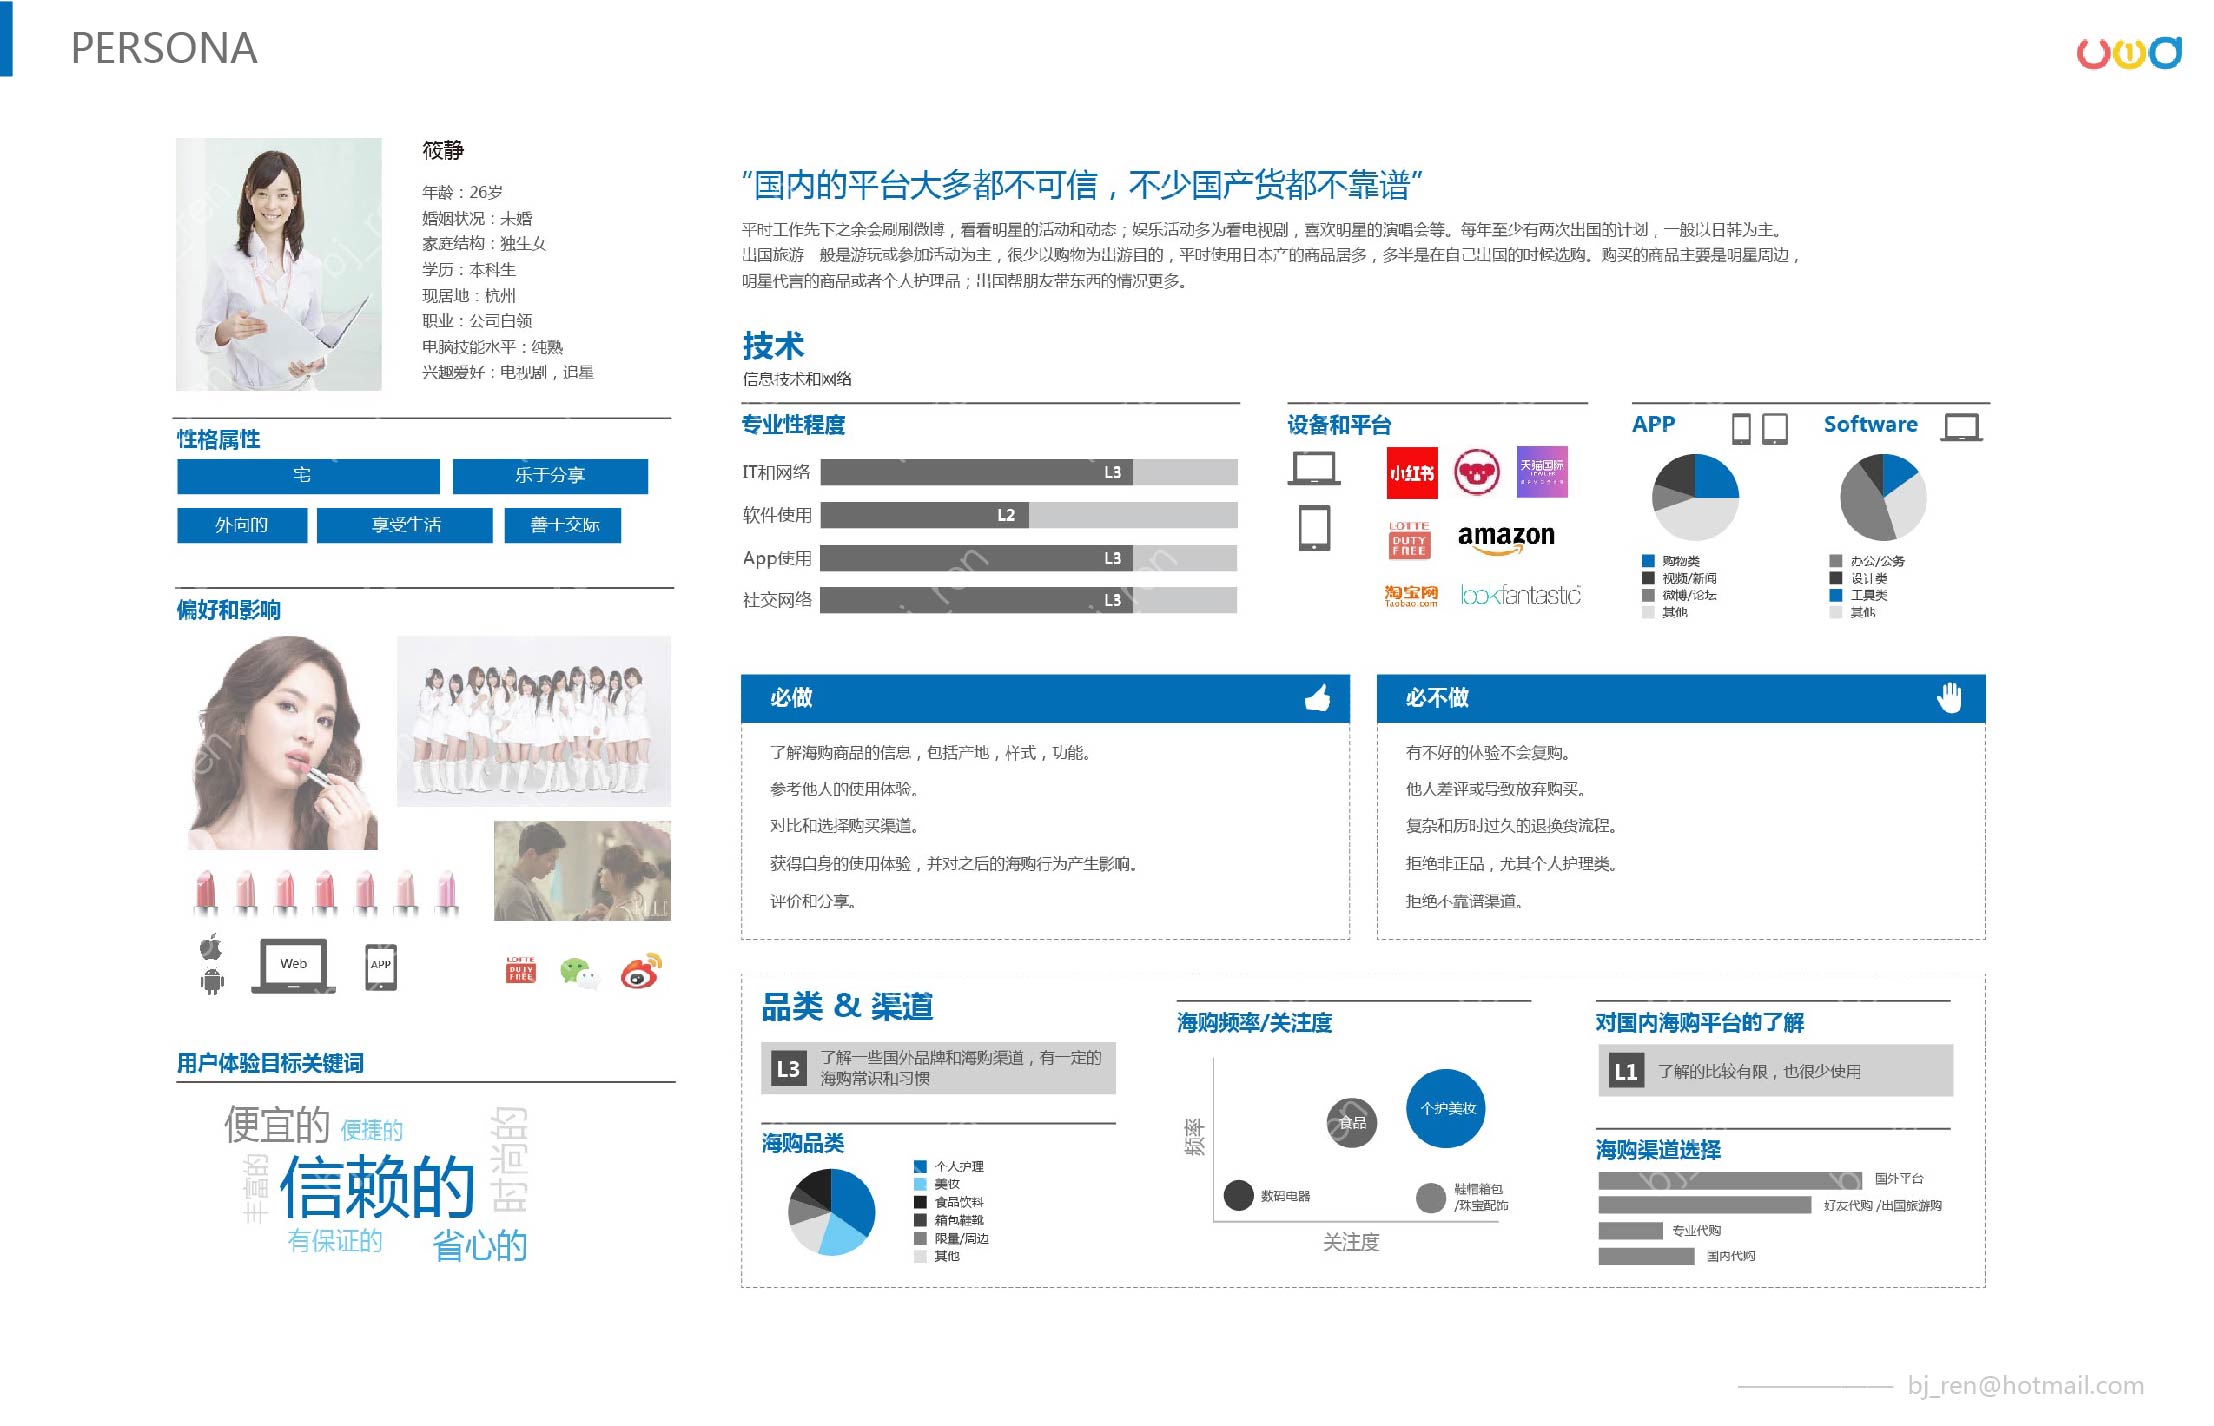 PERSONA
筱静
年龄：26岁
婚姻状况：未婚
家庭结构：独生女
学历：本科生
现居地：杭州
职业：公司白领
电脑技能水平：纯熟
兴趣爱好：电视剧，追星
性格属性
宅
乐于分享
外向的
享受生活
善于交际
偏好和影响
ELLE
Web
APP
LOTTE
DUTY
FREE
用户体验目标关键词
便宜的
便捷的
时尚的
丰富的
信赖的
有保证的
省心的
“国内的平台大多都不可信，不少国产货都不靠谱”
平时工作先下之余会刷刷微博，看看明星的活动和动态；娱乐活动多为看电视剧，喜欢明星的演唱会等。每年至少有两次出国的计划，一般以日韩为主。
出国旅游一般是游玩或参加活动为主，很少以购物为出游目的，平时使用日本产的商品居多，多半是在自己出国的时候选购。购买的商品主要是明星周边，
明星代言的商品或者个人护理品；出国帮朋友带东西的情况更多。
技术
信息技术和网络
专业性程度
IT和网络 L3
软件使用 L2
App使用 L3
社交网络 L3
设备和平台
小红书
天猫国际
LOTTE
DUTY
FREE
amazon
淘宝网
Taobao.com
lookfantastic
APP
购物类
视频/新闻
微博/论坛
其他
Software
办公/公务
设计类
工具类
其他
必做
了解海购商品的信息，包括产地，样式，功能。
参考他人的使用体验。
对比和选择购买渠道。
获得自身的使用体验，并对之后的海购行为产生影响。
评价和分享。
必不做
有不好的体验不会复购。
他人差评或导致放弃购买。
复杂和历时过久的退换货流程。
拒绝非正品，尤其个人护理类。
拒绝不靠谱渠道。
品类 & 渠道
L3
了解一些国外品牌和海购渠道，有一定的
海购常识和习惯
海购品类
个人护理
美妆
食品饮料
箱包鞋靴
限量/周边
其他
海购频率/关注度
频率
食品
个护美妆
数码电器
鞋帽箱包
/珠宝配饰
关注度
对国内海购平台的了解
L1
了解的比较有限，也很少使用
海购渠道选择
国外平台
好友代购 /出国旅游购
专业代购
国内代购
bj_ren@hotmail.com